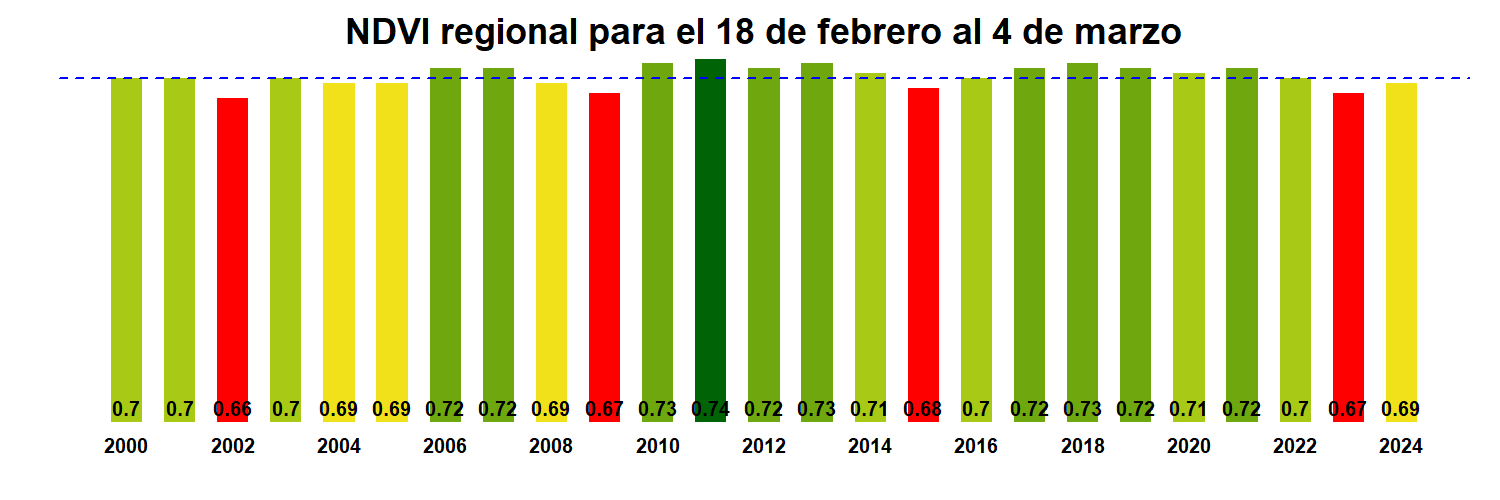 NDVI regional para el 18 de febrero al 4 de marzo
0.7 0.7 0.66 0.7 0.69 0.69 0.72 0.72 0.69 0.67 0.73 0.74 0.72 0.73 0.71 0.68 0.7 0.72 0.73 0.72 0.71 0.72 0.7 0.67 0.69
2000 2002 2004 2006 2008 2010 2012 2014 2016 2018 2020 2022 2024